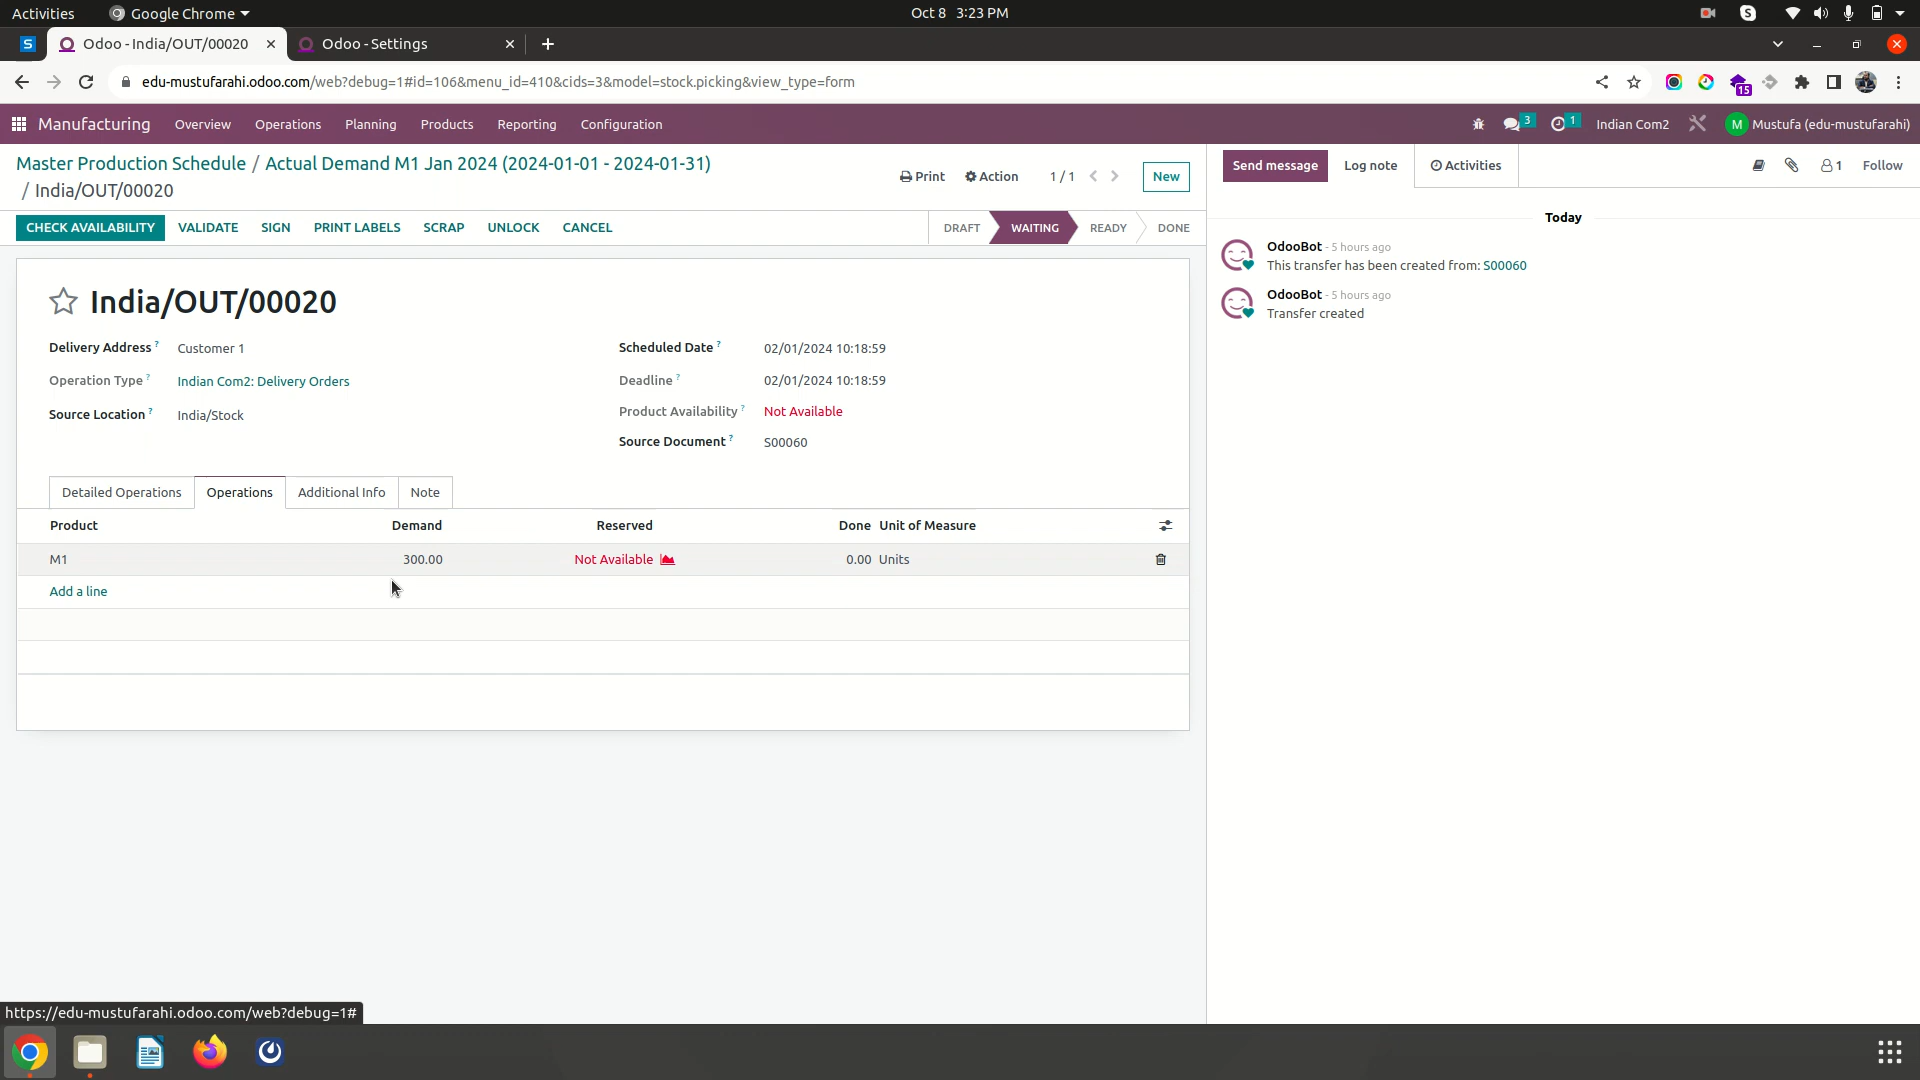 Activities Google Chrome Oct 8 3:23 PM
Odoo - India/OUT/00020 Odoo - Settings
edu-mustufarahi.odoo.com/web?debug=1#id=106&menu_id=410&cids=3&model=stock.picking&view_type=form
15
Manufacturing Overview Operations Planning Products Reporting Configuration 3 1 Indian Com2 M Mustufa (edu-mustufarahi)
Master Production Schedule / Actual Demand M1 Jan 2024 (2024-01-01 - 2024-01-31)
/ India/OUT/00020
Print Action 1 / 1 New
Send message Log note Activities 1 Follow
CHECK AVAILABILITY VALIDATE SIGN PRINT LABELS SCRAP UNLOCK CANCEL DRAFT WAITING READY DONE
Today
OdooBot - 5 hours ago
This transfer has been created from: S00060
OdooBot - 5 hours ago
Transfer created
India/OUT/00020
Delivery Address ? Customer 1 Scheduled Date ? 02/01/2024 10:18:59
Operation Type ? Indian Com2: Delivery Orders Deadline ? 02/01/2024 10:18:59
Source Location ? India/Stock Product Availability ? Not Available
Source Document ? S00060
Detailed Operations Operations Additional Info Note
Product Demand Reserved Done Unit of Measure
M1 300.00 Not Available 0.00 Units
Add a line
https://edu-mustufarahi.odoo.com/web?debug=1#